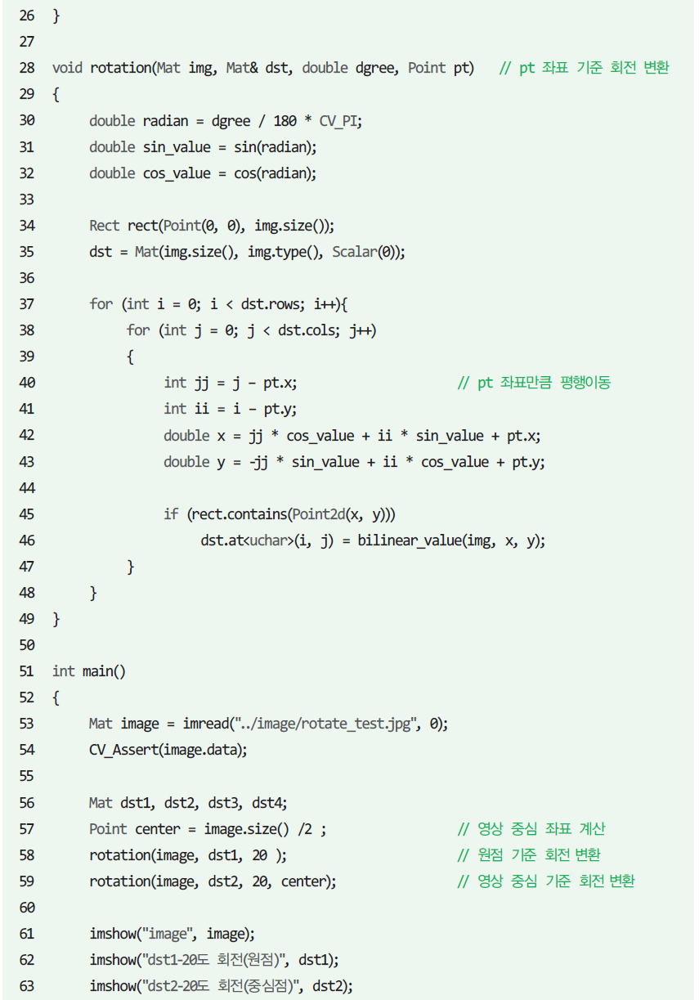 26 }
27
28 void rotation(Mat img, Mat& dst, double dgree, Point pt) // pt 좌표 기준 회전 변환
29 {
30 double radian = dgree / 180 * CV_PI;
31 double sin_value = sin(radian);
32 double cos_value = cos(radian);
33
34 Rect rect(Point(0, 0), img.size());
35 dst = Mat(img.size(), img.type(), Scalar(0));
36
37 for (int i = 0; i < dst.rows; i++){
38 for (int j = 0; j < dst.cols; j++)
39 {
40 int jj = j – pt.x; // pt 좌표만큼 평행이동
41 int ii = i – pt.y;
42 double x = jj * cos_value + ii * sin_value + pt.x;
43 double y = -jj * sin_value + ii * cos_value + pt.y;
44
45 if (rect.contains(Point2d(x, y)))
46 dst.at<uchar>(i, j) = bilinear_value(img, x, y);
47 }
48 }
49 }
50
51 int main()
52 {
53 Mat image = imread("../image/rotate_test.jpg", 0);
54 CV_Assert(image.data);
55
56 Mat dst1, dst2, dst3, dst4;
57 Point center = image.size() /2 ; // 영상 중심 좌표 계산
58 rotation(image, dst1, 20 ); // 원점 기준 회전 변환
59 rotation(image, dst2, 20, center); // 영상 중심 기준 회전 변환
60
61 imshow("image", image);
62 imshow("dst1-20도 회전(원점)", dst1);
63 imshow("dst2-20도 회전(중심점)", dst2);